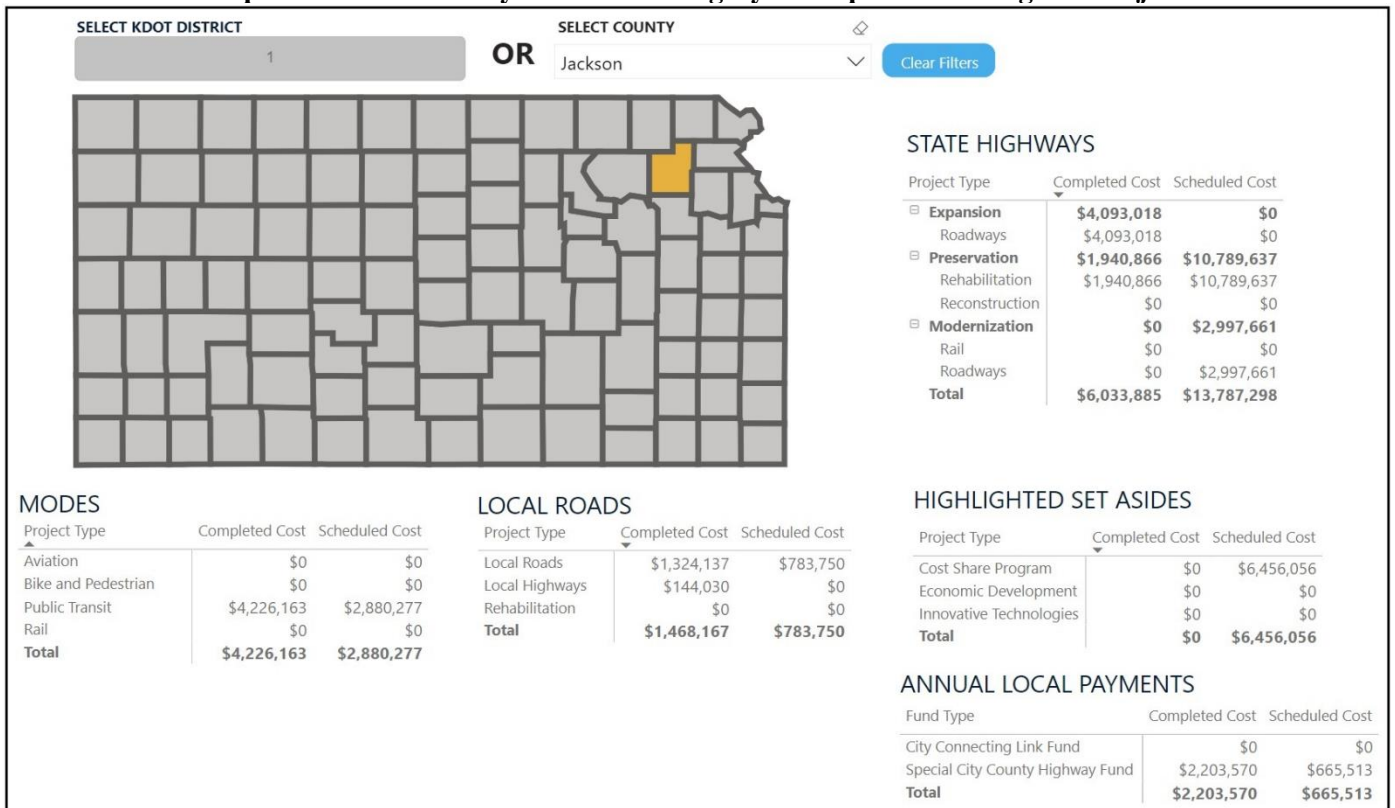 SELECT KDOT DISTRICT
1
OR
SELECT COUNTY
Jackson
Clear Filters
STATE HIGHWAYS
Project Type Completed Cost Scheduled Cost
Expansion $4,093,018 $0
Roadways $4,093,018 $0
Preservation $1,940,866 $10,789,637
Rehabilitation $1,940,866 $10,789,637
Reconstruction $0 $0
Modernization $0 $2,997,661
Rail $0 $0
Roadways $0 $2,997,661
Total $6,033,885 $13,787,298
MODES
Project Type Completed Cost Scheduled Cost
Aviation $0 $0
Bike and Pedestrian $0 $0
Public Transit $4,226,163 $2,880,277
Rail $0 $0
Total $4,226,163 $2,880,277
LOCAL ROADS
Project Type Completed Cost Scheduled Cost
Local Roads $1,324,137 $783,750
Local Highways $144,030 $0
Rehabilitation $0 $0
Total $1,468,167 $783,750
HIGHLIGHTED SET ASIDES
Project Type Completed Cost Scheduled Cost
Cost Share Program $0 $6,456,056
Economic Development $0 $0
Innovative Technologies $0 $0
Total $0 $6,456,056
ANNUAL LOCAL PAYMENTS
Fund Type Completed Cost Scheduled Cost
City Connecting Link Fund $0 $0
Special City County Highway Fund $2,203,570 $665,513
Total $2,203,570 $665,513